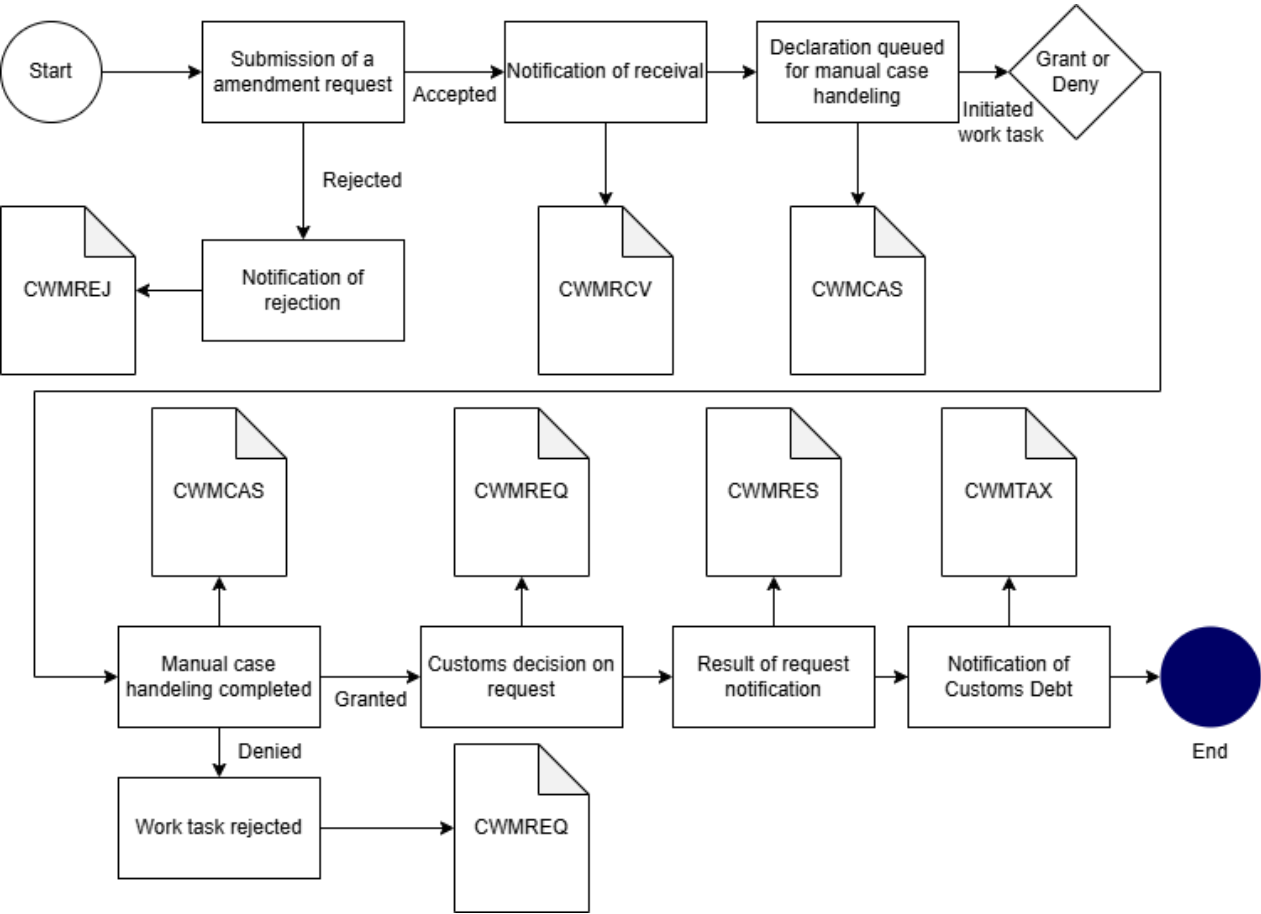 Start
Submission of a
amendment request
Accepted
Notification of receival
Declaration queued
for manual case
handeling
Initiated
work task
Grant or
Deny
Rejected
Notification of
rejection
CWMREJ
CWMRCV
CWMCAS
CWMCAS
CWMREQ
CWMRES
CWMTAX
Manual case
handeling completed
Granted
Customs decision on
request
Result of request
notification
Notification of
Customs Debt
End
Denied
Work task rejected
CWMREQ